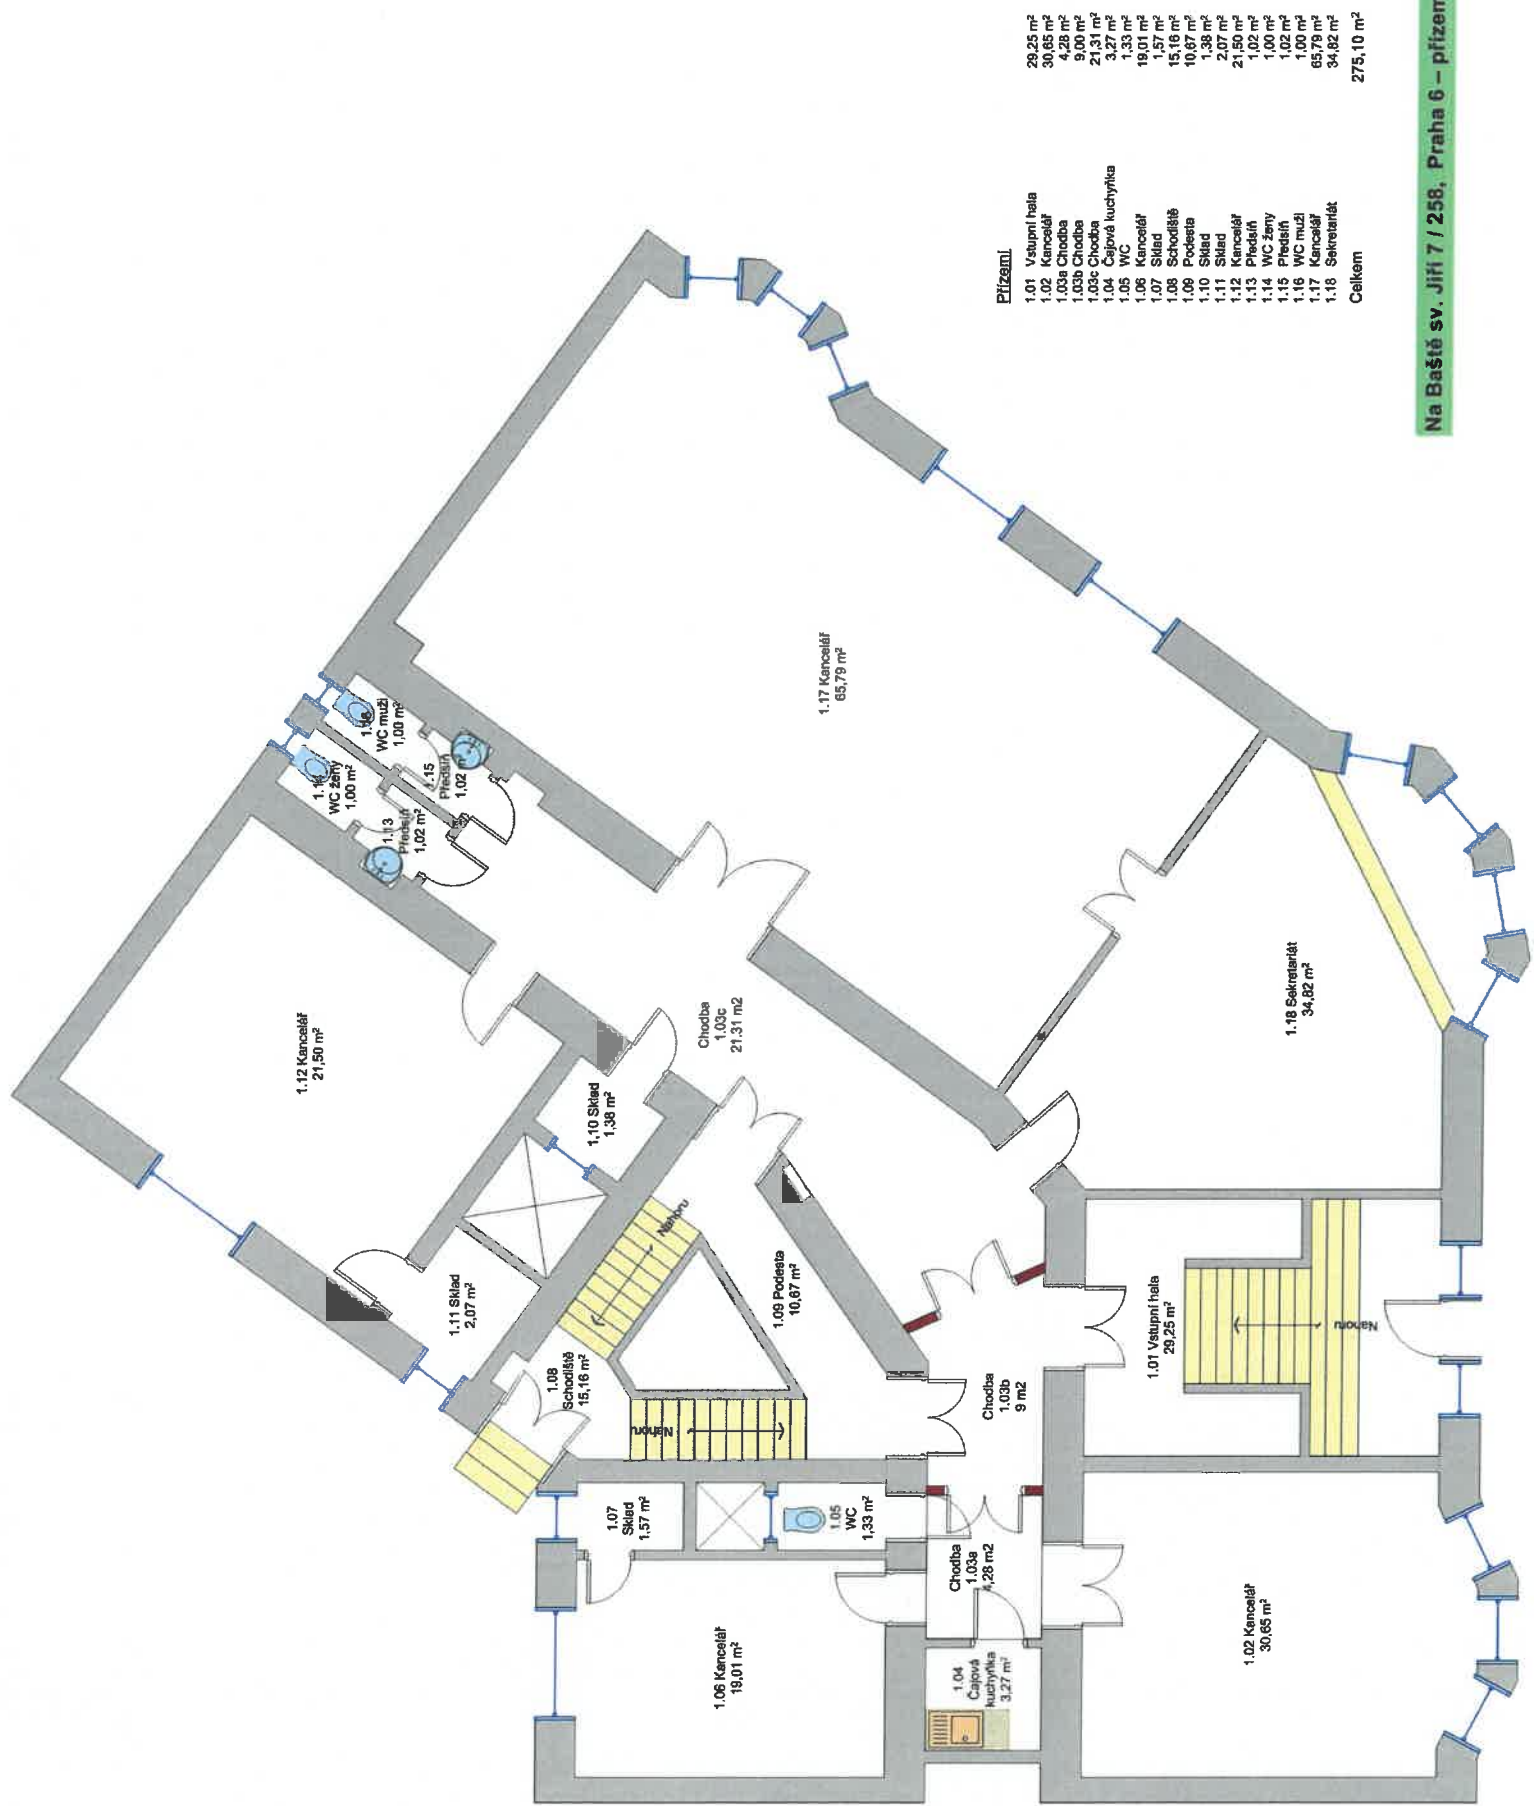 Přízemí
1.01 Vstupní hala 29,25 m²
1.02 Kancelář 30,65 m²
1.03a Chodba 4,28 m²
1.03b Chodba 9,00 m²
1.03c Chodba 21,31 m²
1.04 Čajová kuchyňka 3,27 m²
1.05 WC 1,33 m²
1.06 Kancelář 19,01 m²
1.07 Sklad 1,57 m²
1.08 Schodiště 15,16 m²
1.09 Podesta 10,67 m²
1.10 Sklad 1,38 m²
1.11 Sklad 2,07 m²
1.12 Kancelář 21,50 m²
1.13 Předsíň 1,02 m²
1.14 WC ženy 1,00 m²
1.15 Předsíň 1,02 m²
1.16 WC muži 1,00 m²
1.17 Kancelář 65,79 m²
1.18 Sekretariát 34,82 m²
Celkem 275,10 m²
Na Baště sv. Jiří 7 / 258, Praha 6 – přízem
1.12 Kancelář
21,50 m²
WC ženy
1,00 m²
WC muži
1,00 m²
1.13
Předsíň
1,02 m²
1.15
Předsíň
1,02
1.17 Kancelář
65,79 m²
1.11 Sklad
2,07 m²
1,10 Sklad
1,38 m²
Chodba
1.03c
21.31 m2
1.08
Schodiště
15,16 m²
Nahoru
Nahoru
1.09 Podesta
10,67 m²
1.18 Sekretariát
34,82 m²
1.07
Sklad
1,57 m²
1.05
WC
1,33 m²
Chodba
1.03b
9 m2
1.01 Vstupní hala
29,25 m²
Nahoru
1.06 Kancelář
19,01 m²
Chodba
1.03a
4,28 m2
1.04
Čajová
kuchyňka
3,27 m²
1.02 Kancelář
30,65 m²